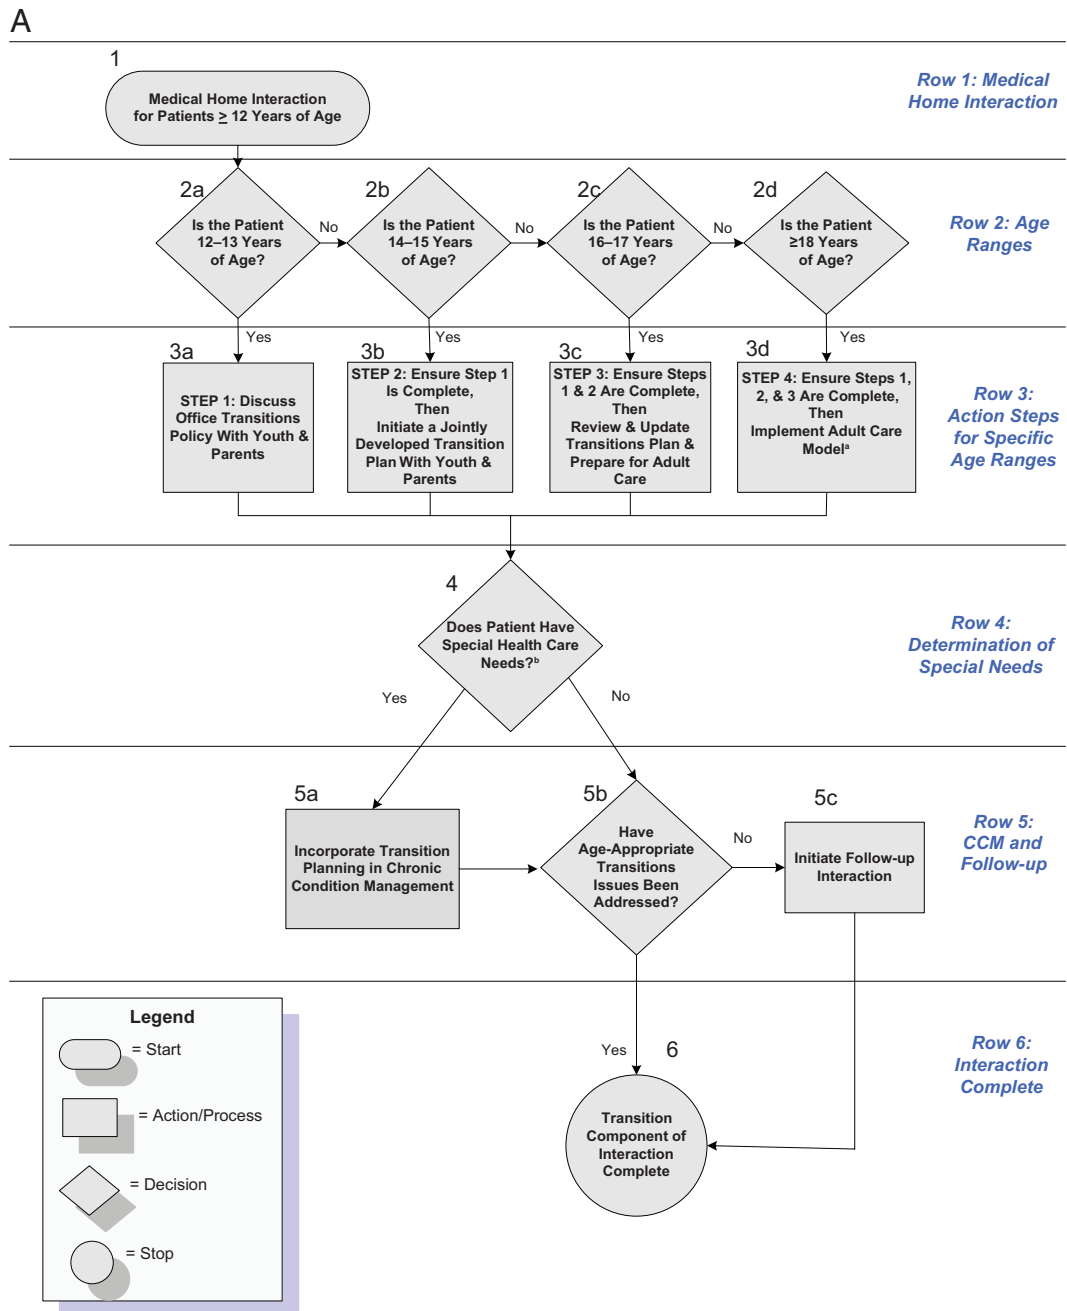 A
1
Medical Home Interaction
for Patients ≥ 12 Years of Age
Row 1: Medical
Home Interaction
2a
Is the Patient
12–13 Years
of Age?
No
2b
Is the Patient
14–15 Years
of Age?
No
2c
Is the Patient
16–17 Years
of Age?
No
2d
Is the Patient
≥18 Years
of Age?
Row 2: Age
Ranges
Yes
Yes
Yes
Yes
3a
STEP 1: Discuss
Office Transitions
Policy With Youth &
Parents
3b
STEP 2: Ensure Step 1
Is Complete,
Then
Initiate a Jointly
Developed Transition
Plan With Youth &
Parents
3c
STEP 3: Ensure Steps
1 & 2 Are Complete,
Then
Review & Update
Transitions Plan &
Prepare for Adult
Care
3d
STEP 4: Ensure Steps 1,
2, & 3 Are Complete,
Then
Implement Adult Care
Modelᵃ
Row 3:
Action Steps
for Specific
Age Ranges
4
Does Patient Have
Special Health Care
Needs?ᵇ
Yes
No
Row 4:
Determination of
Special Needs
5a
Incorporate Transition
Planning in Chronic
Condition Management
5b
Have
Age-Appropriate
Transitions
Issues Been
Addressed?
No
5c
Initiate Follow-up
Interaction
Row 5:
CCM and
Follow-up
Yes
6
Transition
Component of
Interaction
Complete
Row 6:
Interaction
Complete
Legend
= Start
= Action/Process
= Decision
= Stop